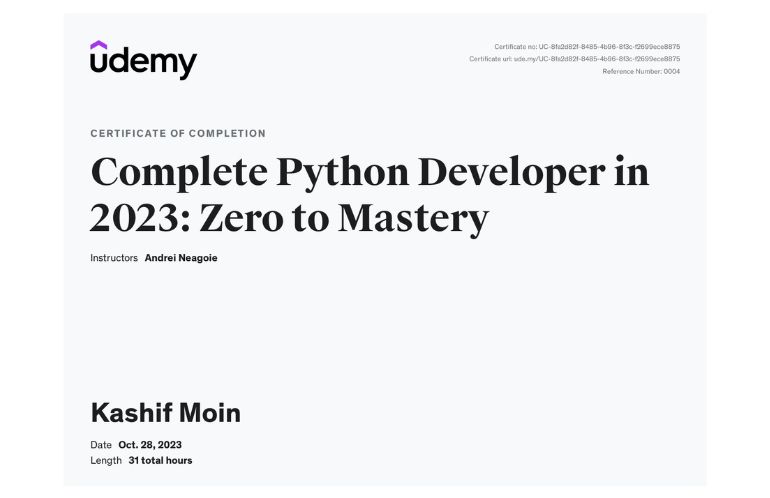 udemy
Certificate no: UC-8fa2d82f-8485-4b96-8f3c-f2699ece8875
Certificate url: ude.my/UC-8fa2d82f-8485-4b96-8f3c-f2699ece8875
Reference Number: 0004
CERTIFICATE OF COMPLETION
Complete Python Developer in
2023: Zero to Mastery
Instructors Andrei Neagoie
Kashif Moin
Date Oct. 28, 2023
Length 31 total hours